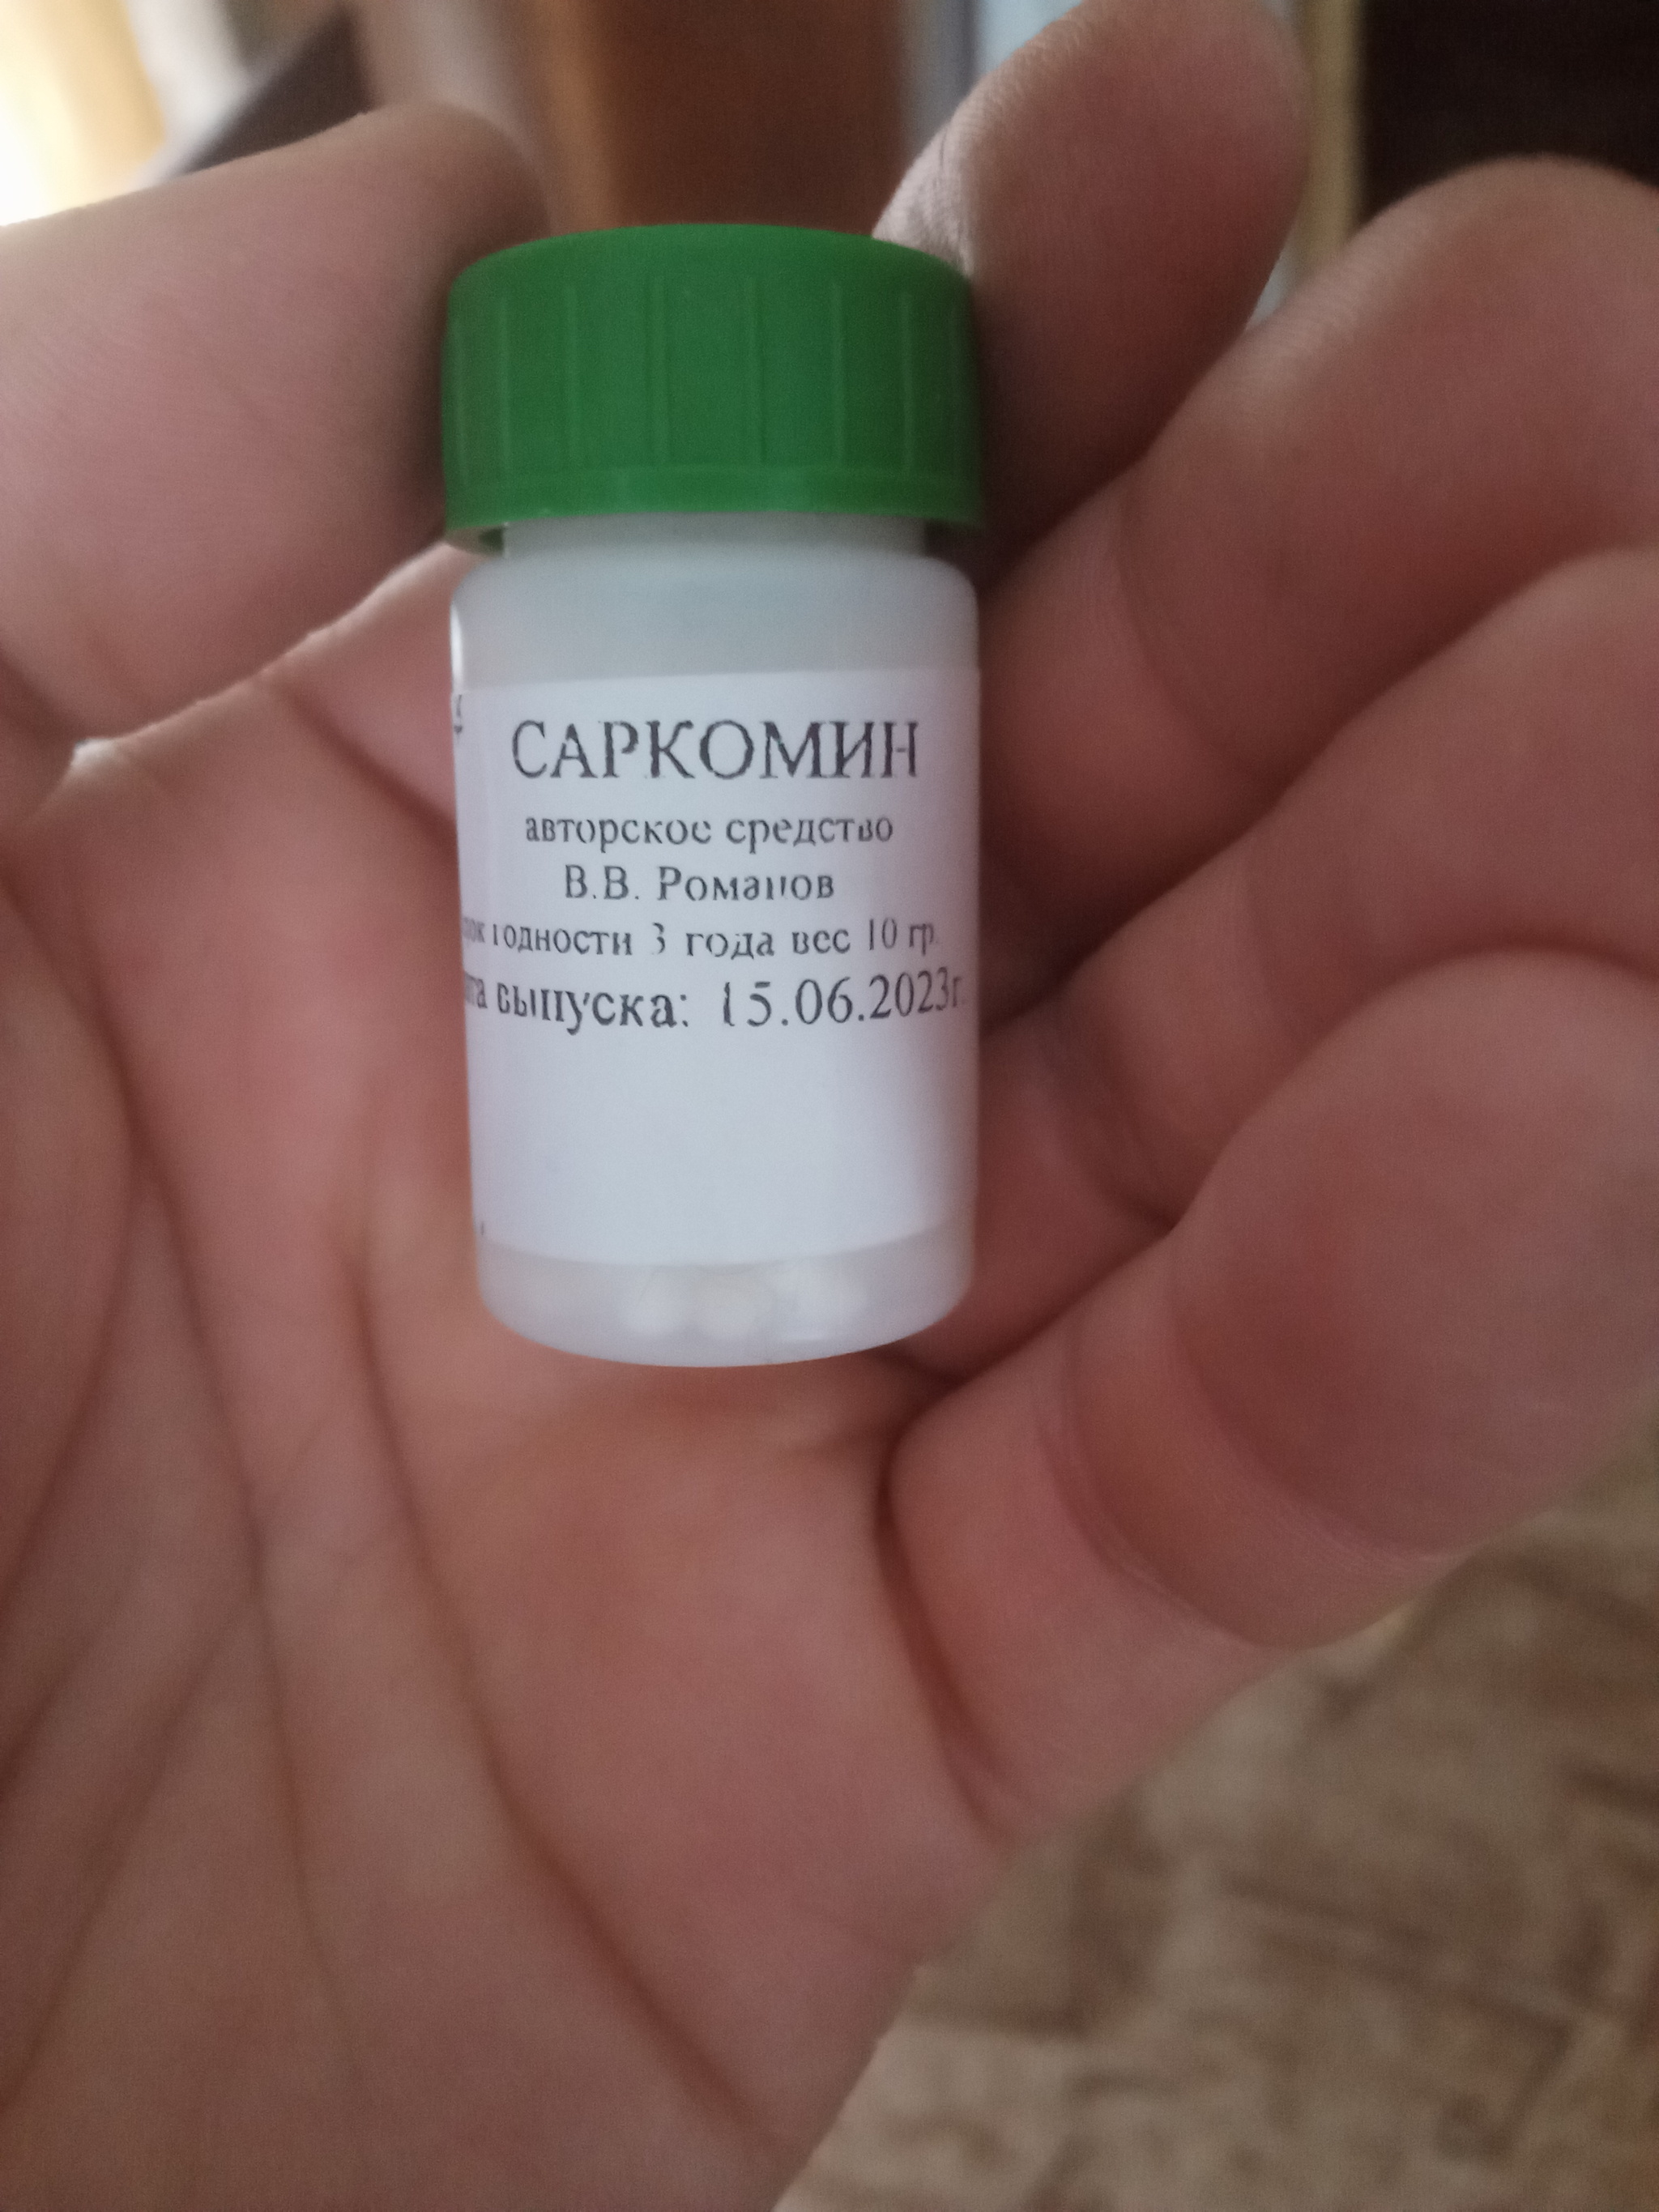 САРКОМИН
авторское средство
В.В. Романов
годности 3 года вес 10 гр.
выпуска: 15.06.2023г.